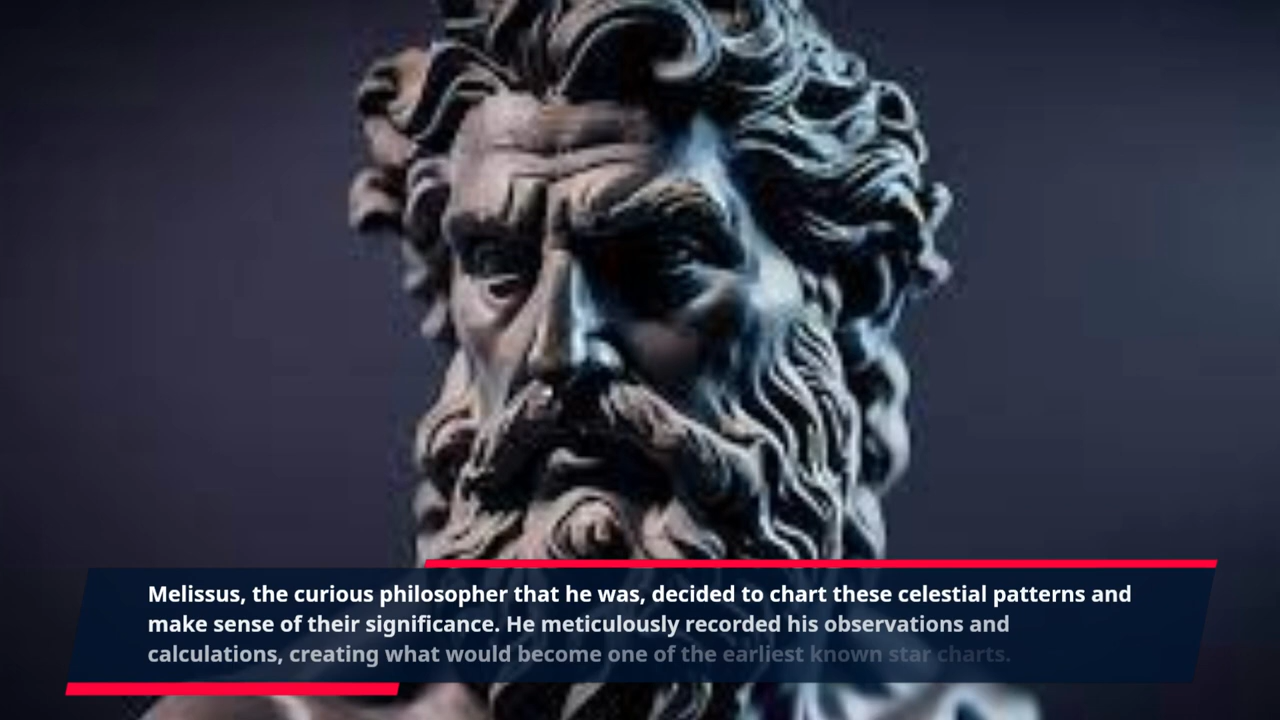 Melissus, the curious philosopher that he was, decided to chart these celestial patterns and
make sense of their significance. He meticulously recorded his observations and
calculations, creating what would become one of the earliest known star charts.